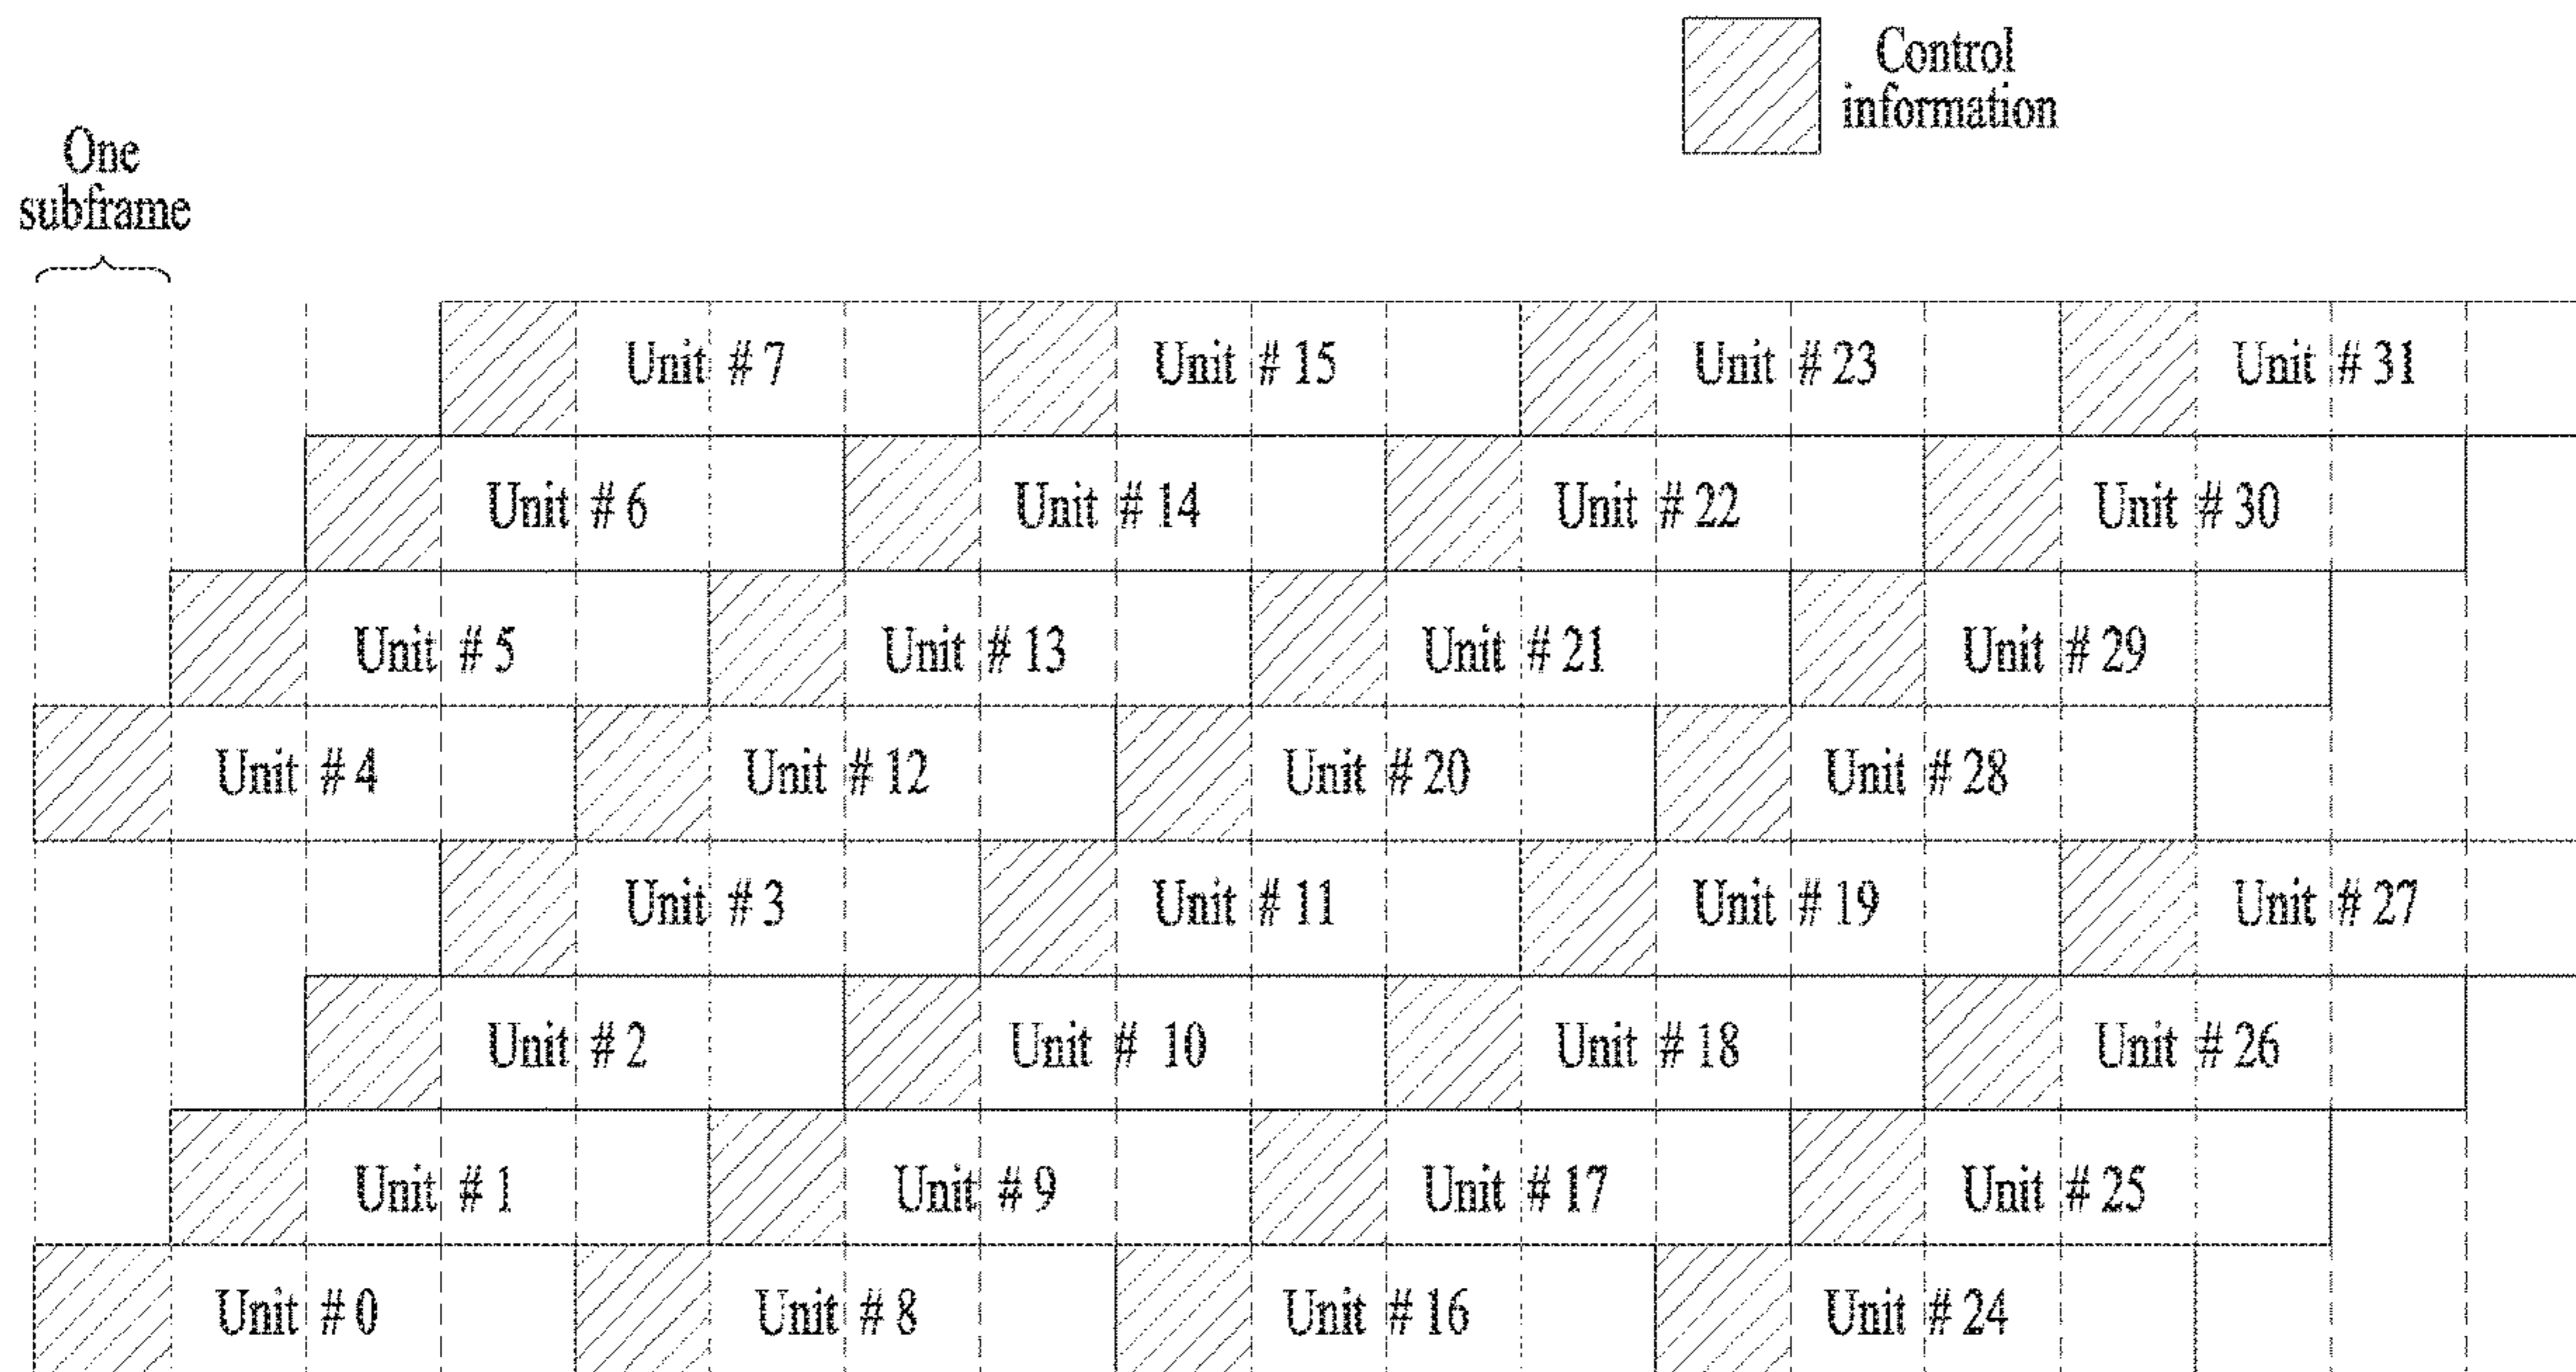 Control
information
One
subframe
Unit # 7 Unit # 15 Unit # 23 Unit # 31
Unit # 6 Unit # 14 Unit # 22 Unit # 30
Unit # 5 Unit # 13 Unit # 21 Unit # 29
Unit # 4 Unit # 12 Unit # 20 Unit # 28
Unit # 3 Unit # 11 Unit # 19 Unit # 27
Unit # 2 Unit # 10 Unit # 18 Unit # 26
Unit # 1 Unit # 9 Unit # 17 Unit # 25
Unit # 0 Unit # 8 Unit # 16 Unit # 24